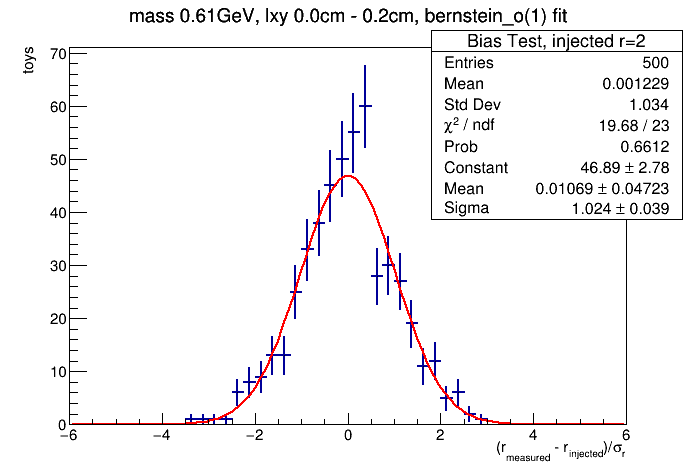 mass 0.61GeV, lxy 0.0cm - 0.2cm, bernstein_o(1) fit
toys
Bias Test, injected r=2
Entries 500
Mean 0.001229
Std Dev 1.034
χ² / ndf 19.68 / 23
Prob 0.6612
Constant 46.89 ± 2.78
Mean 0.01069 ± 0.04723
Sigma 1.024 ± 0.039
70
60
50
40
30
20
10
0
−6 −4 −2 0 2 4 6
(r_measured - r_injected)/σ_r